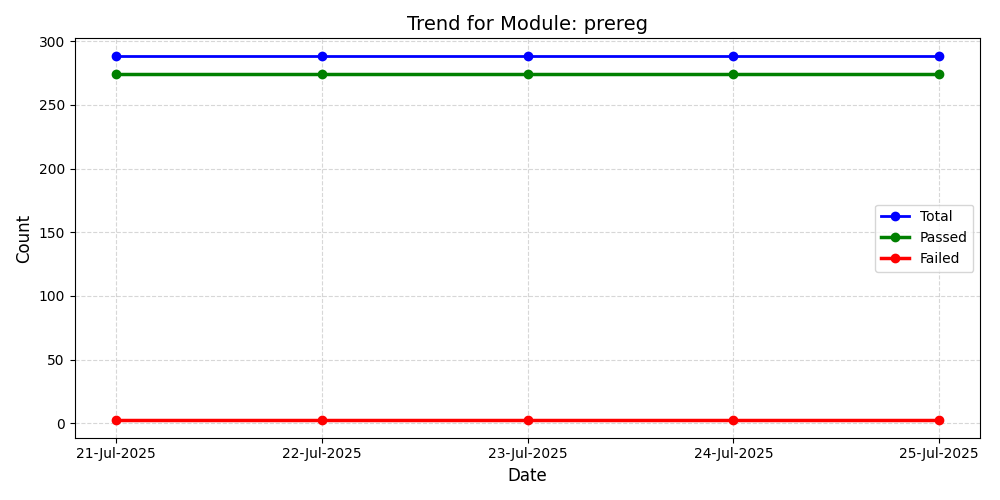 Trend for Module: prereg
300
250
200
150
100
50
0
Count
Total
Passed
Failed
21-Jul-2025
22-Jul-2025
23-Jul-2025
24-Jul-2025
25-Jul-2025
Date